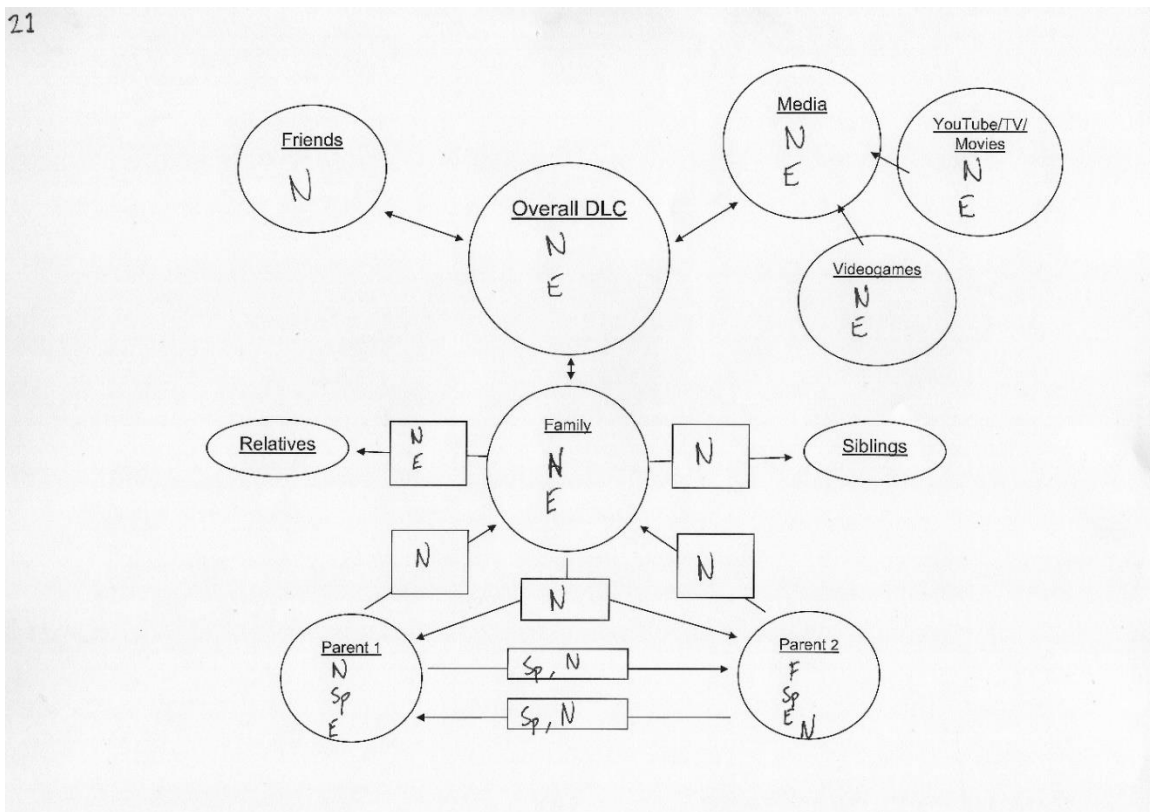 21
Friends
N
Overall DLC
N
E
Media
N
E
YouTube/TV/
Movies
N
E
Videogames
N
E
Relatives
N
E
Family
N
E
N
Siblings
N
N
N
Parent 1
N
Sp
E
Sp, N
Sp, N
Parent 2
F
Sp
E
N